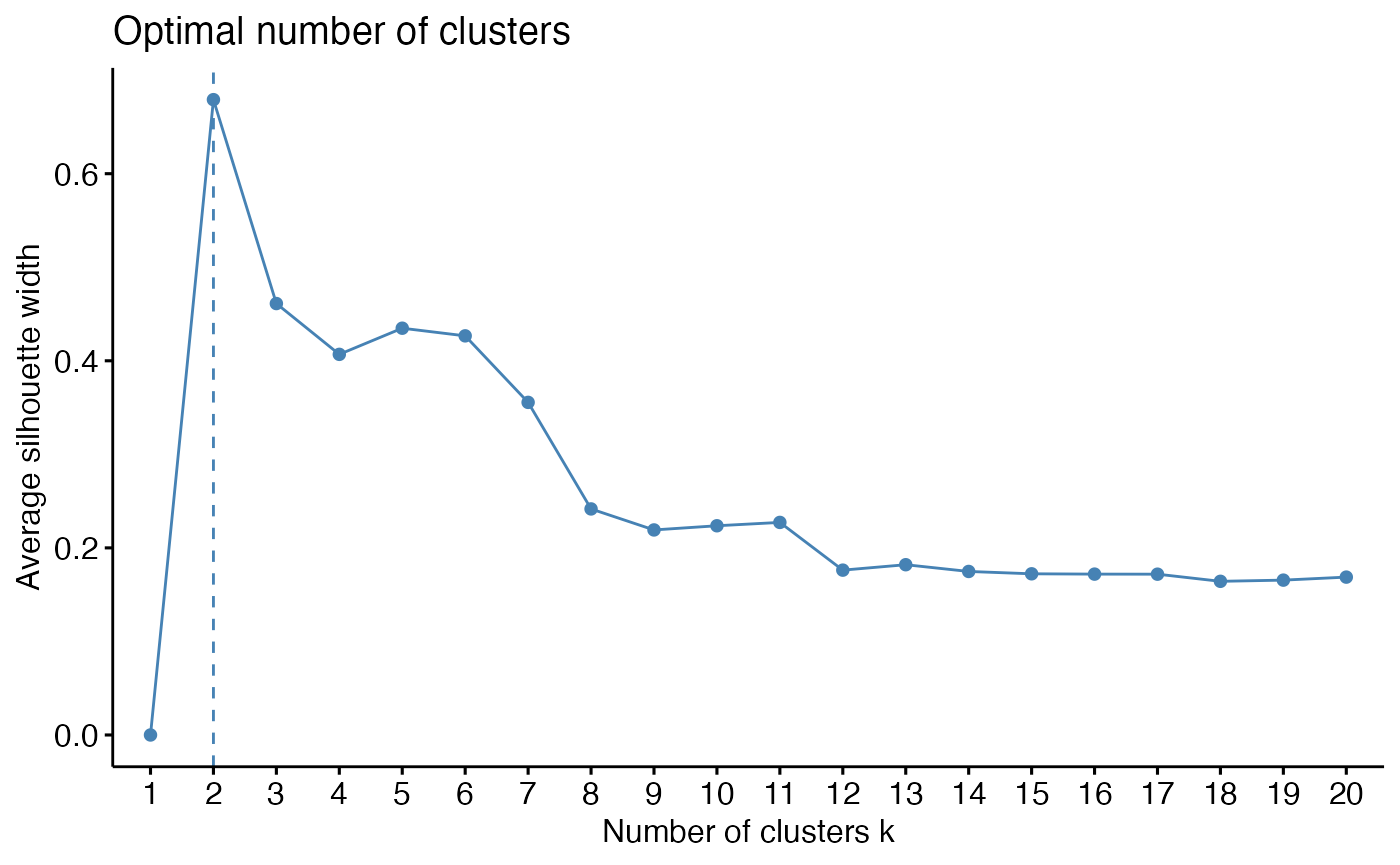 Optimal number of clusters
Average silhouette width
0.6
0.4
0.2
0.0
1 2 3 4 5 6 7 8 9 10 11 12 13 14 15 16 17 18 19 20
Number of clusters k